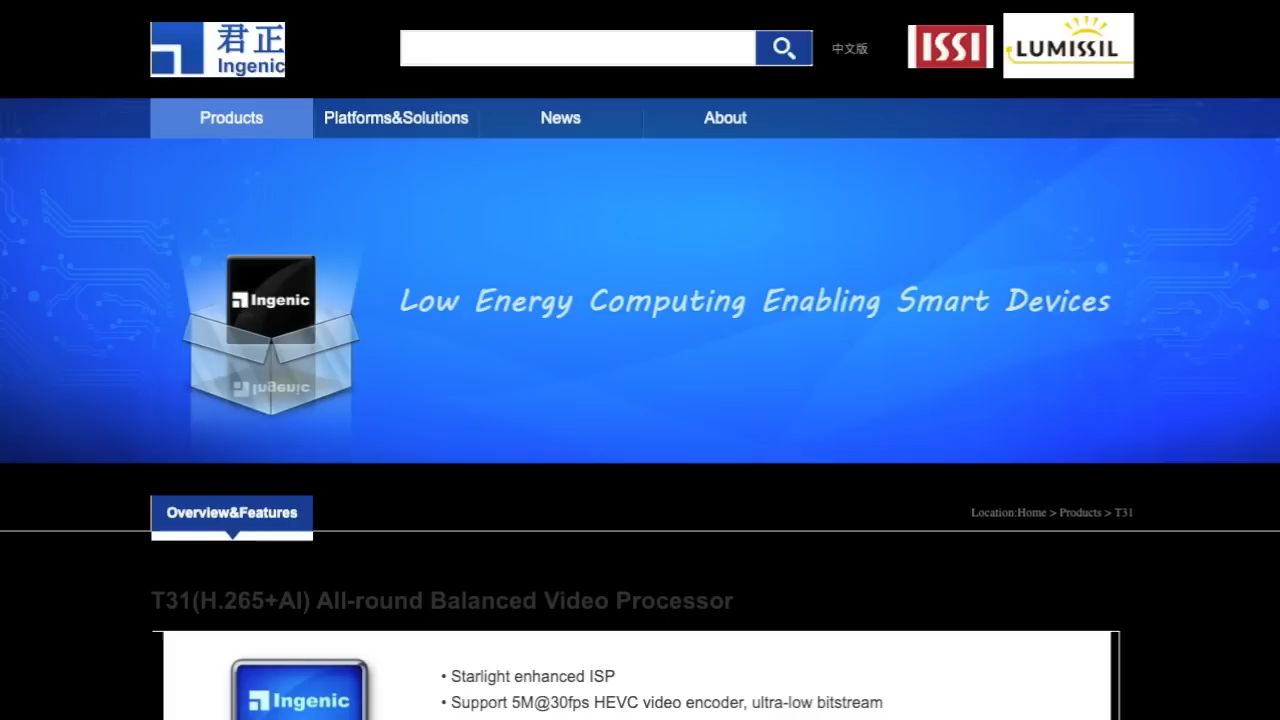 君正
Ingenic
中文版
ISSI
LUMISSIL
Products
Platforms&Solutions
News
About
Ingenic
Low Energy Computing Enabling Smart Devices
Ingenic
Overview&Features
Location:Home > Products > T31
T31(H.265+AI) All-round Balanced Video Processor
• Starlight enhanced ISP
Ingenic
• Support 5M@30fps HEVC video encoder, ultra-low bitstream